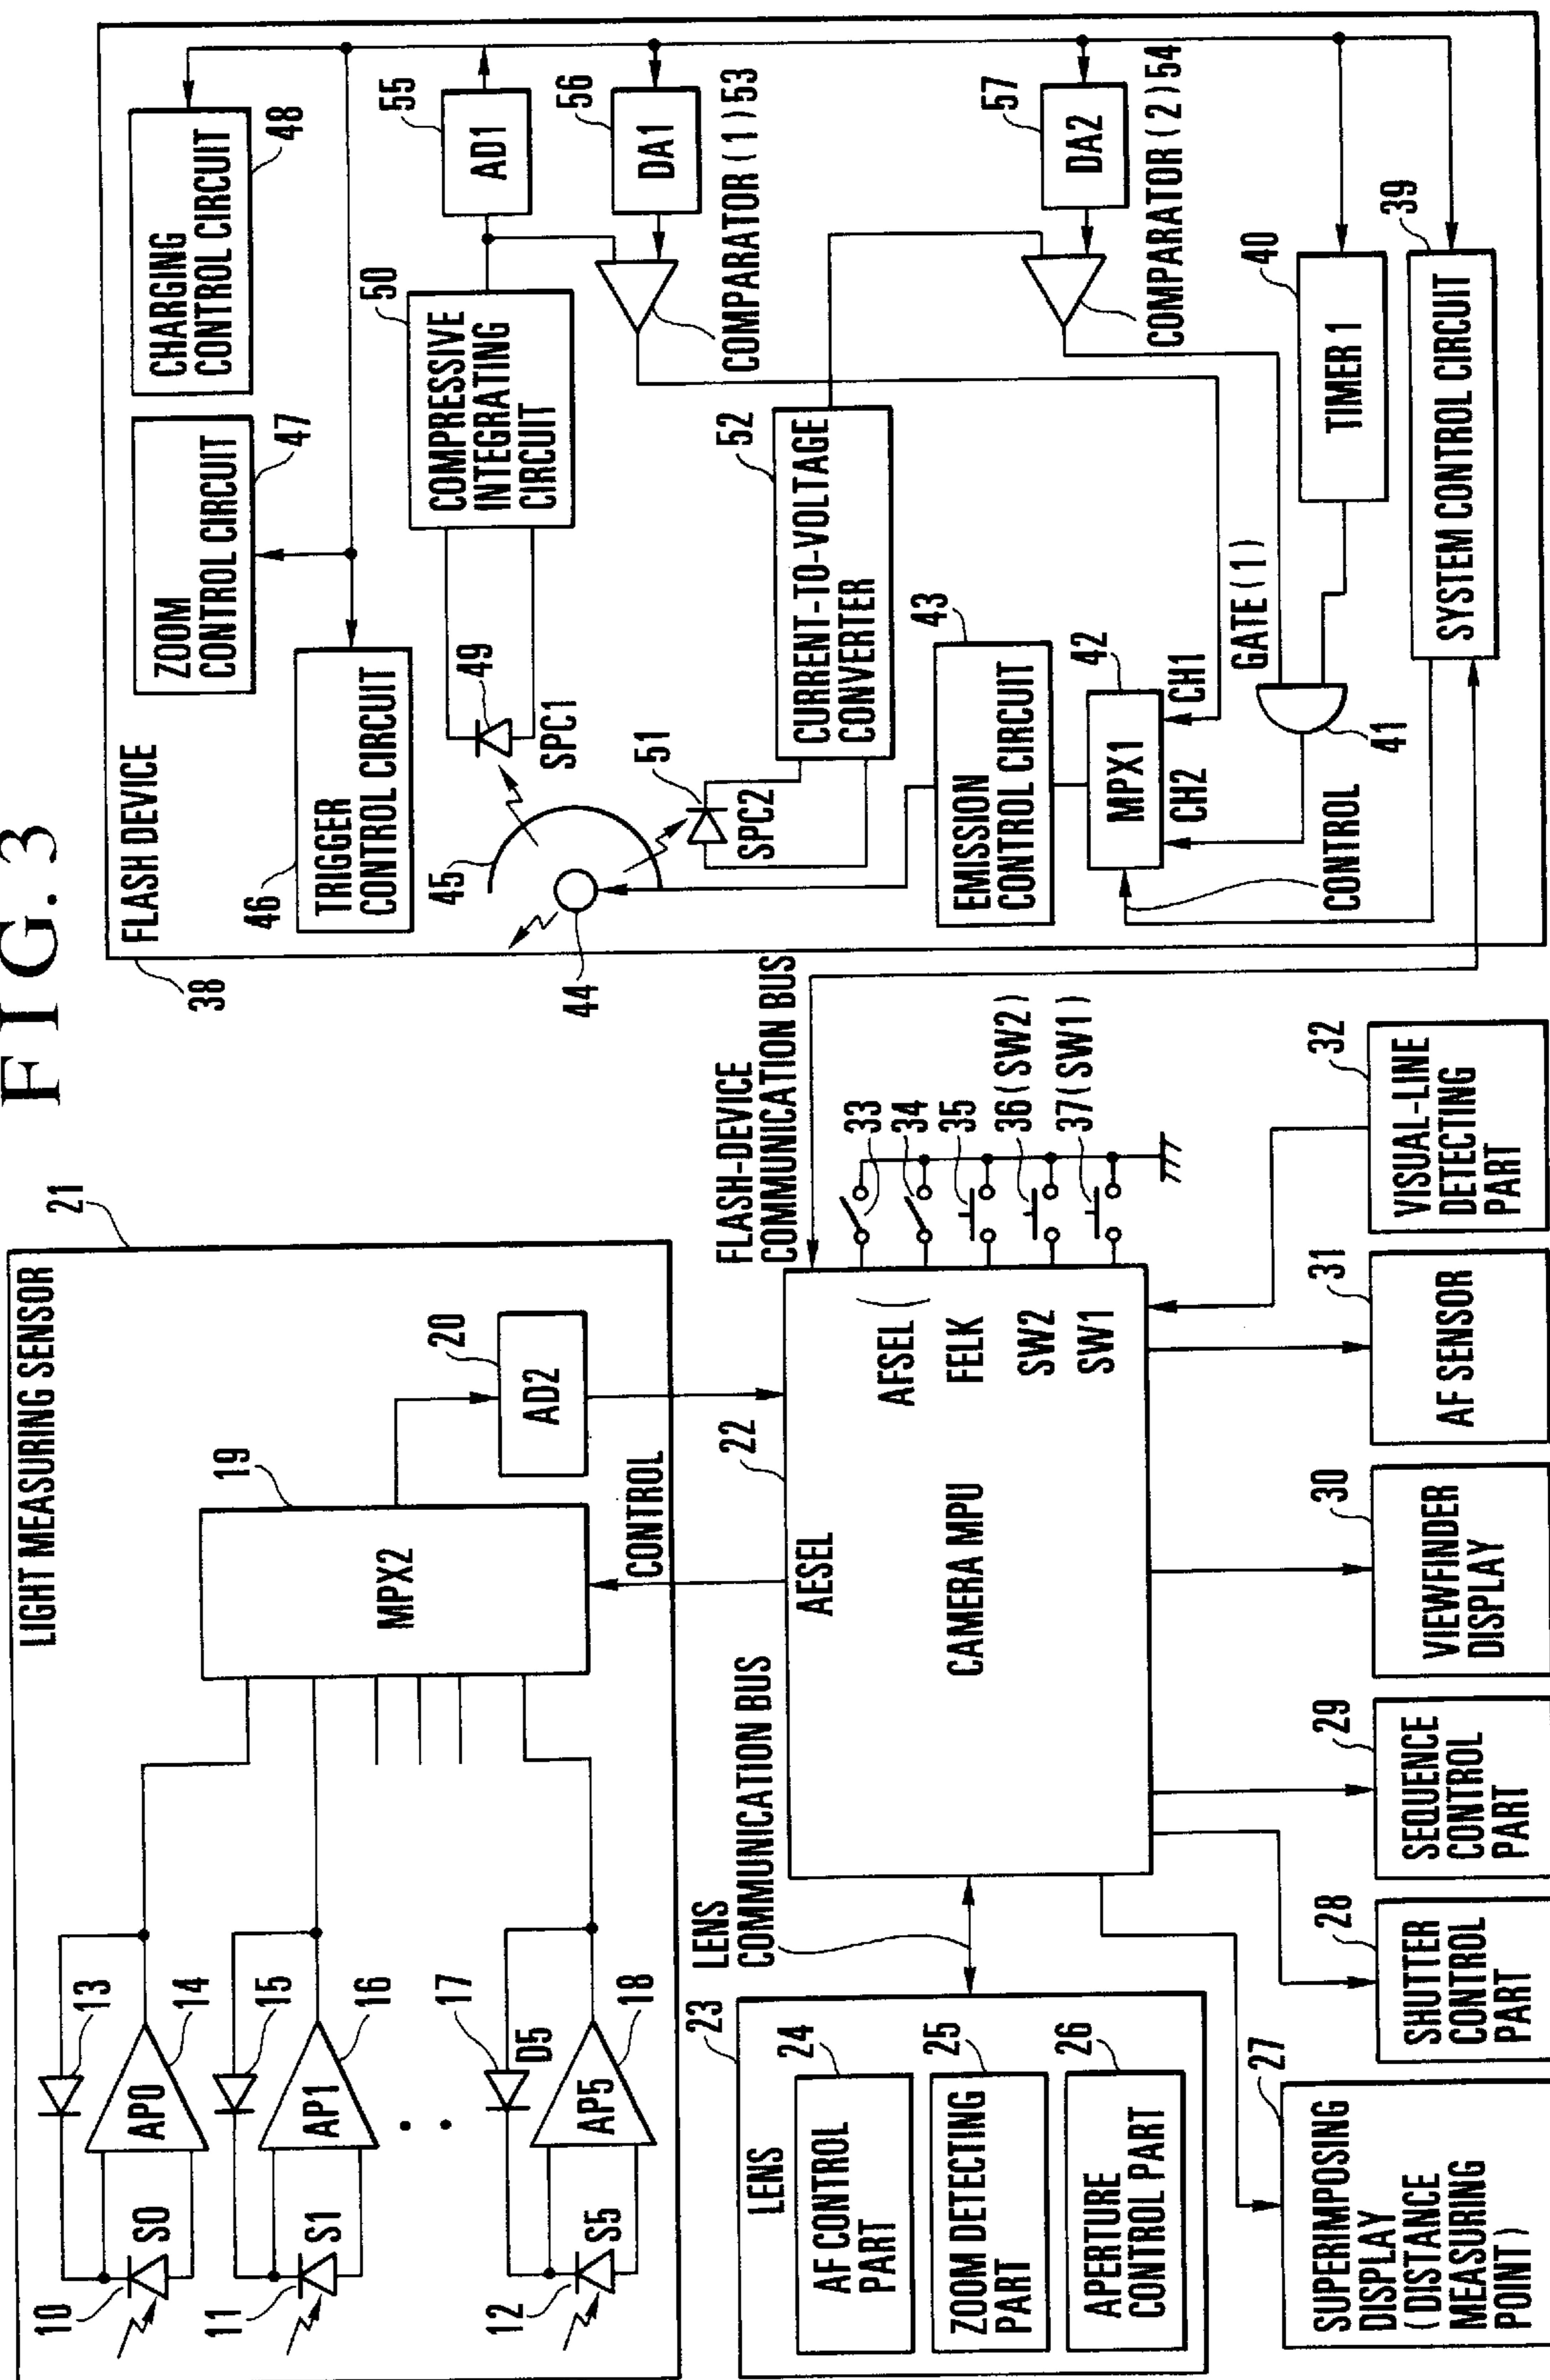 FIG.3
LIGHT MEASURING SENSOR
21
10
S0
13
AP0
14
11
S1
15
AP1
16
12
S5
17
D5
AP5
18
19
MPX2
20
AD2
CONTROL
LENS
COMMUNICATION BUS
22
AESEL
CAMERA MPU
AFSEL
FELK
SW2
SW1
FLASH-DEVICE
COMMUNICATION BUS
33
34
35
36(SW2)
37(SW1)
23
LENS
24
AF CONTROL
PART
25
ZOOM DETECTING
PART
26
APERTURE
CONTROL PART
27
SUPERIMPOSING
DISPLAY
(DISTANCE
MEASURING
POINT)
28
SHUTTER
CONTROL
PART
29
SEQUENCE
CONTROL
PART
30
VIEWFINDER
DISPLAY
31
AF SENSOR
32
VISUAL-LINE
DETECTING
PART
38
FLASH DEVICE
46
TRIGGER
CONTROL CIRCUIT
ZOOM
CONTROL CIRCUIT
47
CHARGING
CONTROL CIRCUIT
48
45
44
49
SPC1
50
COMPRESSIVE
INTEGRATING
CIRCUIT
55
AD1
56
DA1
COMPARATOR(1)53
51
SPC2
52
CURRENT-TO-VOLTAGE
CONVERTER
57
DA2
COMPARATOR(2)54
43
EMISSION
CONTROL CIRCUIT
42
MPX1
CH2
CH1
GATE(1)
41
CONTROL
40
TIMER 1
39
SYSTEM CONTROL CIRCUIT